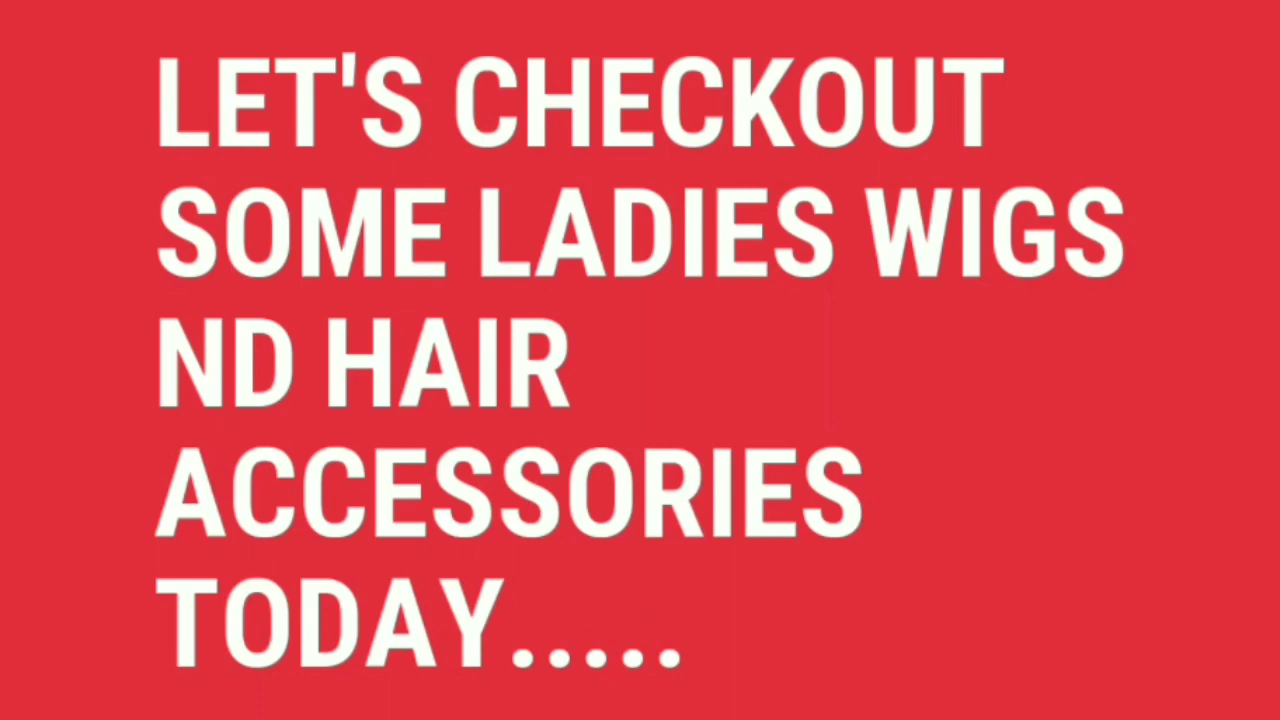 LET'S CHECKOUT
SOME LADIES WIGS
ND HAIR
ACCESSORIES
TODAY.....